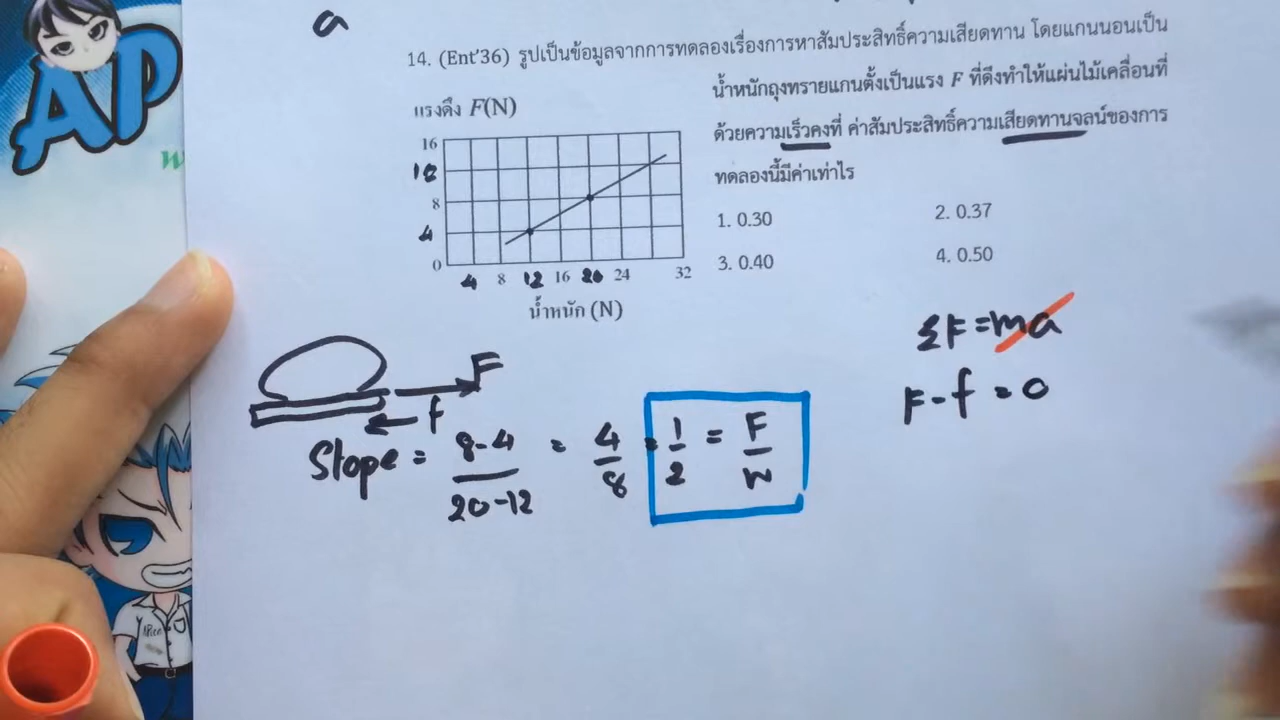 a
14. (Ent'36) รูปเป็นข้อมูลจากการทดลองเรื่องการหาสัมประสิทธิ์ความเสียดทาน โดยแกนนอนเป็น
น้ำหนักถุงทรายแกนตั้งเป็นแรง F ที่ดึงทำให้แผ่นไม้เคลื่อนที่
ด้วยความเร็วคงที่ ค่าสัมประสิทธิ์ความเสียดทานจลน์ของการ
ทดลองนี้มีค่าเท่าไร
1. 0.30
2. 0.37
3. 0.40
4. 0.50
แรงดึง F(N)
16
12
8
4
0
4 8 12 16 20 24 32
น้ำหนัก (N)
F
f
Slope = 8-4 / 20-12 = 4/8 = 1/2 = F/W
ΣF = ma
F - f = 0
AP
w